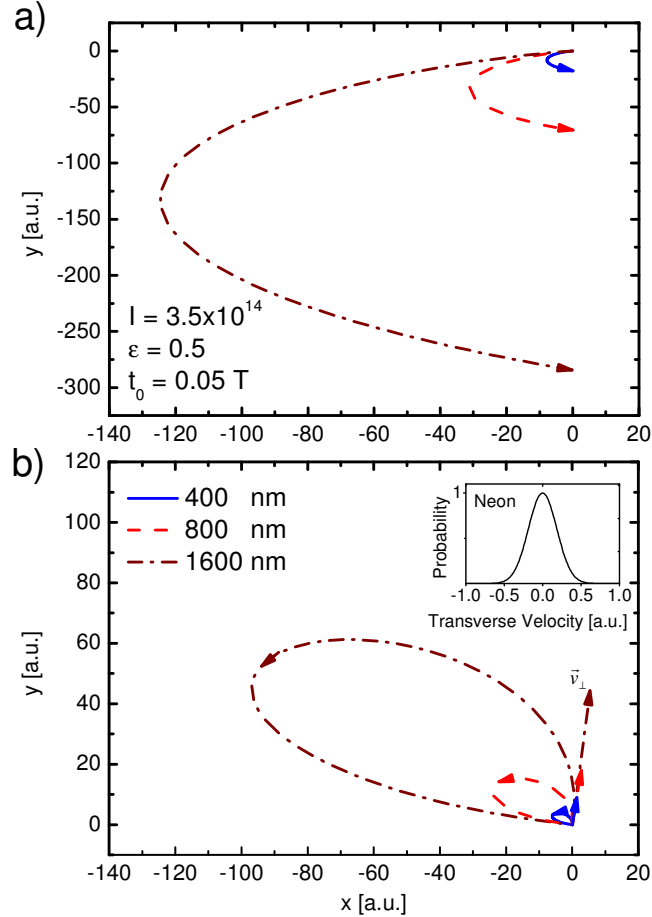 a)
0
-50
-100
-150
-200
-250
-300
y [a.u.]
I = 3.5x10^14
ε = 0.5
t_0 = 0.05 T
-140 -120 -100 -80 -60 -40 -20 0 20
b)
120
100
80
60
40
20
0
y [a.u.]
400 nm
800 nm
1600 nm
1
Neon
Probability
-1.0 -0.5 0.0 0.5 1.0
Transverse Velocity [a.u.]
v⃗⊥
-140 -120 -100 -80 -60 -40 -20 0 20
x [a.u.]